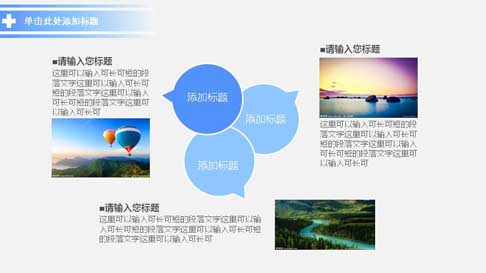 单击此处添加标题
■请输入您标题
这里可以输入可长可短的段
落文字这里可以输入可长可
短的段落文字这里可以输入
可长可短的段落文字这里可
以输入可长可
添加标题
添加标题
添加标题
■请输入您标题
这里可以输入可长可短的段
落文字这里可以输入可长可
短的段落文字这里可以输入
可长可短的段落文字这里可
以输入可长可
■请输入您标题
这里可以输入可长可短的段落文字这里可以输
入可长可短的段落文字这里可以输入可长可短
的段落文字这里可以输入可长可